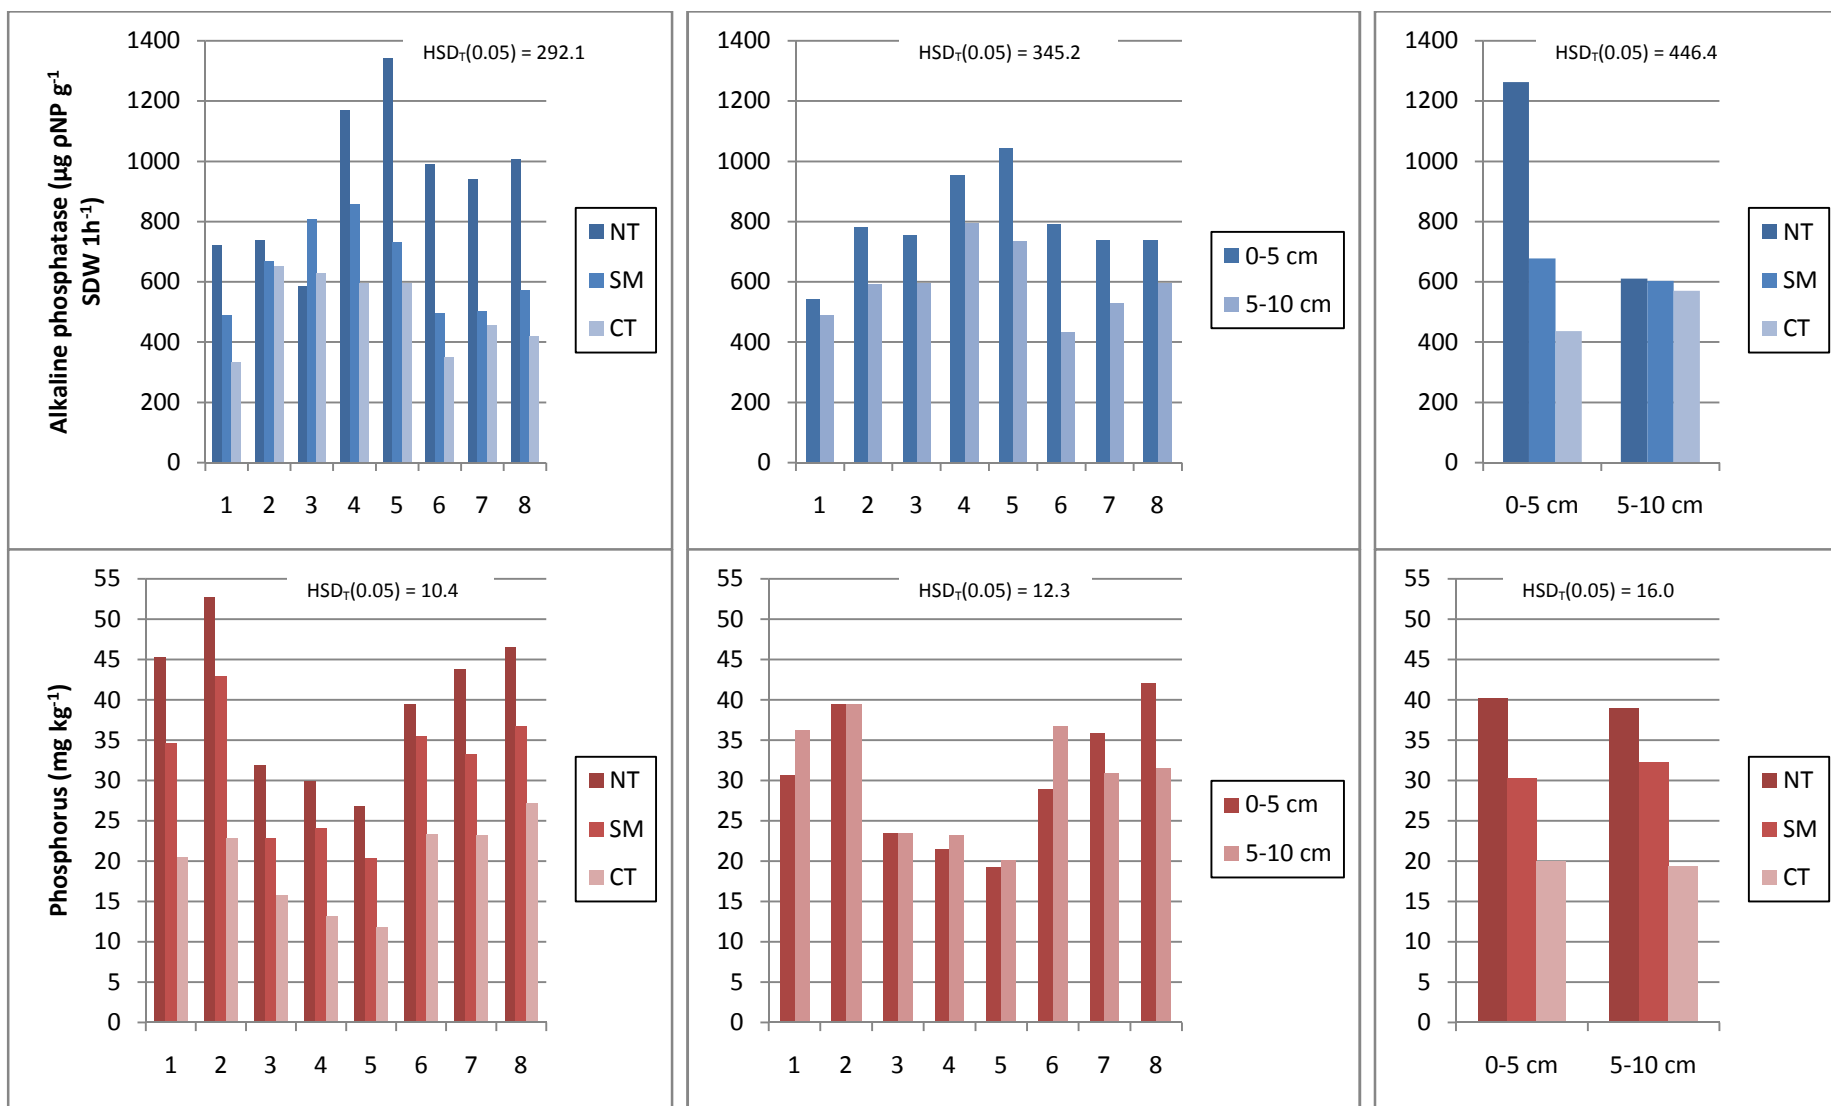 Alkaline phosphatase (µg ρNP g-1
SDW 1h-1)
1400
1200
1000
800
600
400
200
0
HSDT(0.05) = 292.1
1 2 3 4 5 6 7 8
NT
SM
CT
1400
1200
1000
800
600
400
200
0
HSDT(0.05) = 345.2
1 2 3 4 5 6 7 8
0-5 cm
5-10 cm
1400
1200
1000
800
600
400
200
0
HSDT(0.05) = 446.4
0-5 cm 5-10 cm
NT
SM
CT
Phosphorus (mg kg-1)
55
50
45
40
35
30
25
20
15
10
5
0
HSDT(0.05) = 10.4
1 2 3 4 5 6 7 8
NT
SM
CT
55
50
45
40
35
30
25
20
15
10
5
0
HSDT(0.05) = 12.3
1 2 3 4 5 6 7 8
0-5 cm
5-10 cm
55
50
45
40
35
30
25
20
15
10
5
0
HSDT(0.05) = 16.0
0-5 cm 5-10 cm
NT
SM
CT